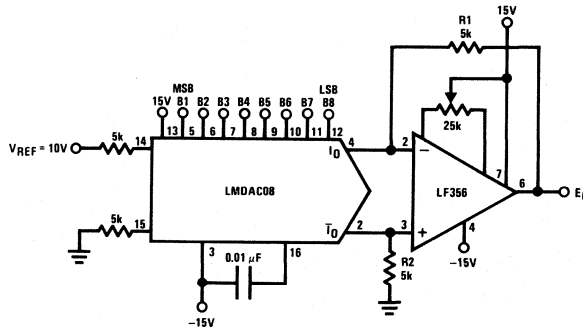 R1
5k
15V
MSB
LSB
15V B1 B2 B3 B4 B5 B6 B7 B8
13 5 6 7 8 9 10 11 12
25k
V_REF = 10V
5k
14
4
I_O
2
−
7
LMDAC08
LF356
6
5k
15
2
I̅_O
3
+
4
3
0.01 μF
16
R2
5k
−15V
−15V